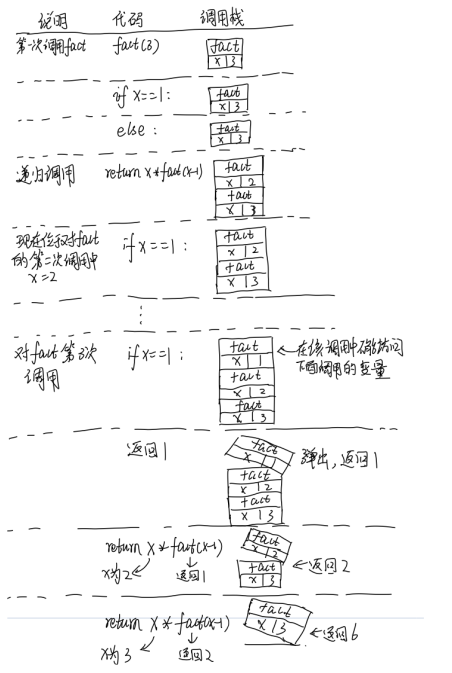 说明 代码 调用栈
第一次调用fact fact(3) fact
x|3
if x==1: fact
x|3
else: fact
x|3
递归调用 return x*fact(x-1) fact
x|2
fact
x|3
现在位于对fact if x==1: fact
的第二次调用中 x|2
x=2 fact
x|3
⋮
对fact第3次 if x==1: fact ←在该调用中不能访问
调用 x|1 下面调用的变量
fact
x|2
fact
x|3
返回1 fact
x|1 弹出,返回1
fact
x|2
fact
x|3
return x*fact(x-1) fact
x|2
x为2 返回1 fact ←返回2
x|3
return x*fact(x-1) fact
x|3 ←返回6
x为3 返回2